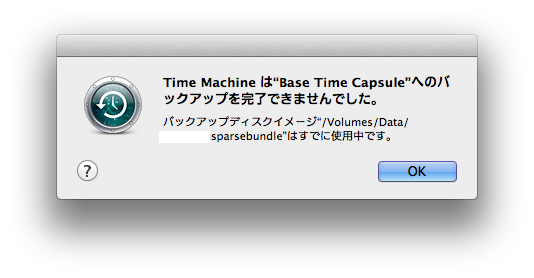 Time Machine は“Base Time Capsule”へのバ
ックアップを完了できませんでした。
バックアップディスクイメージ“/Volumes/Data/
sparsebundle”はすでに使用中です。
?
OK